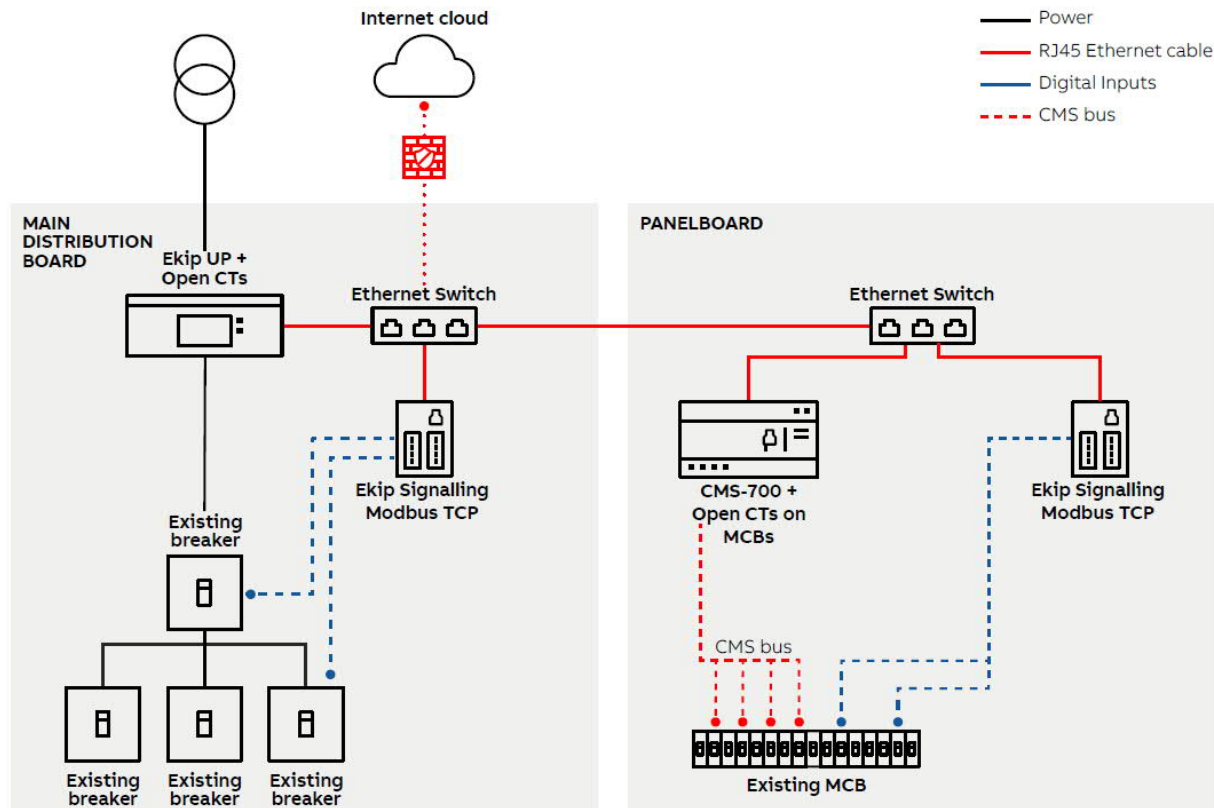 Internet cloud
Power
RJ45 Ethernet cable
Digital Inputs
CMS bus
MAIN
DISTRIBUTION
BOARD
Ekip UP +
Open CTs
Ethernet Switch
Ekip Signalling
Modbus TCP
Existing
breaker
Existing
breaker
Existing
breaker
Existing
breaker
PANELBOARD
Ethernet Switch
CMS-700 +
Open CTs on
MCBs
Ekip Signalling
Modbus TCP
CMS bus
Existing MCB